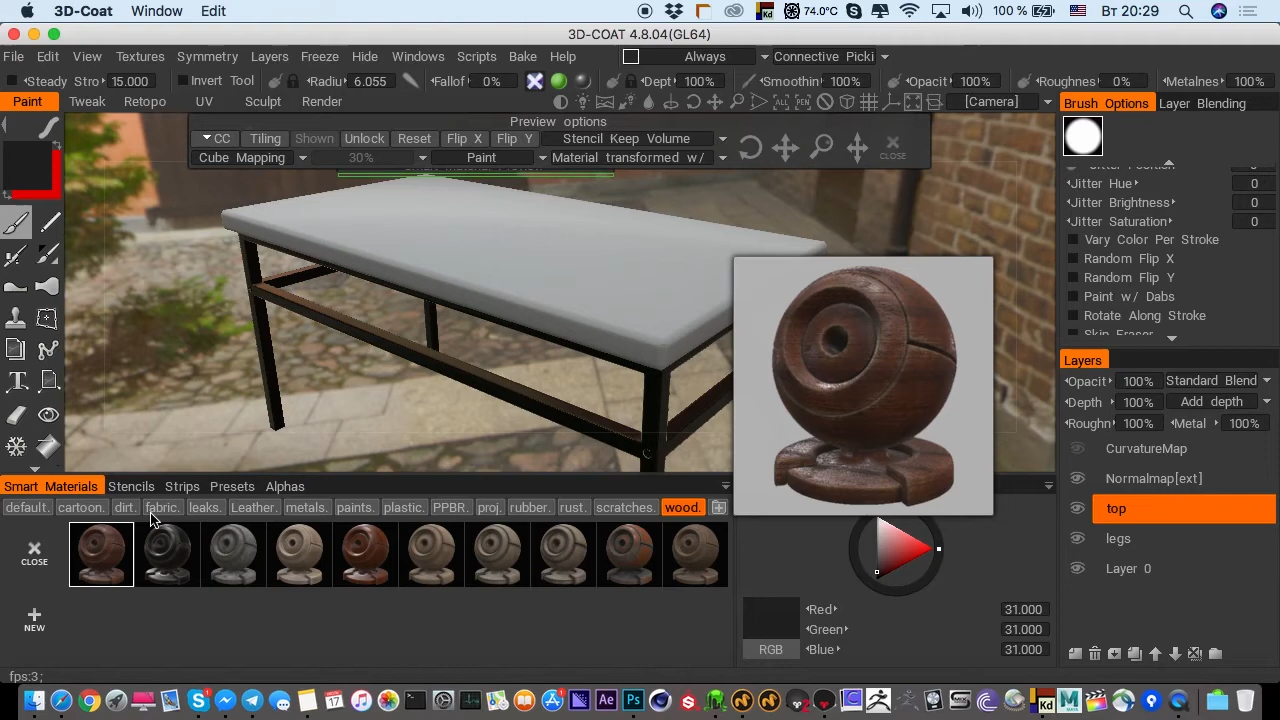 3D-Coat Window Edit 74.0°C 100 % Вт 20:29
3D-COAT 4.8.04(GL64)
File Edit View Textures Symmetry Layers Freeze Hide Windows Scripts Bake Help Always Connective Picki
Steady Stro 15.000 Invert Tool Radiu 6.055 Fallof 0% Dept 100% Smoothin 100% Opacit 100% Roughnes 0% Metalnes 100%
Paint Tweak Retopo UV Sculpt Render [Camera] Brush Options Layer Blending
Preview options
CC Tiling Shown Unlock Reset Flip X Flip Y Stencil Keep Volume
Cube Mapping 30% Paint Material transformed w/ CLOSE
Jitter Hue 0
Jitter Brightness 0
Jitter Saturation 0
Vary Color Per Stroke
Random Flip X
Random Flip Y
Paint w/ Dabs
Rotate Along Stroke
Skip Eraser
Layers
Opacit 100% Standard Blend
Depth 100% Add depth
Roughn 100% Metal 100%
CurvatureMap
Normalmap[ext]
top
legs
Layer 0
Smart Materials Stencils Strips Presets Alphas
default. cartoon. dirt. fabric. leaks. Leather. metals. paints. plastic. PPBR. proj. rubber. rust. scratches. wood.
CLOSE
NEW
Red 31.000
Green 31.000
RGB Blue 31.000
fps:3;
17 Ae Ps Kd M